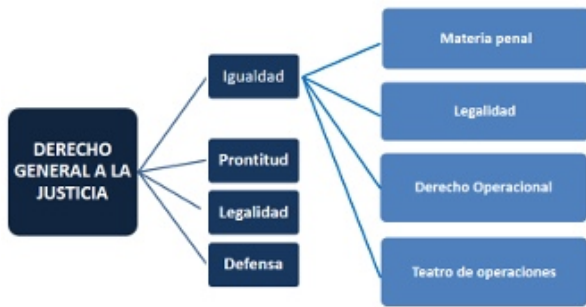 DERECHO
GENERAL A LA
JUSTICIA
Igualdad
Prontitud
Legalidad
Defensa
Materia penal
Legalidad
Derecho Operacional
Teatro de operaciones